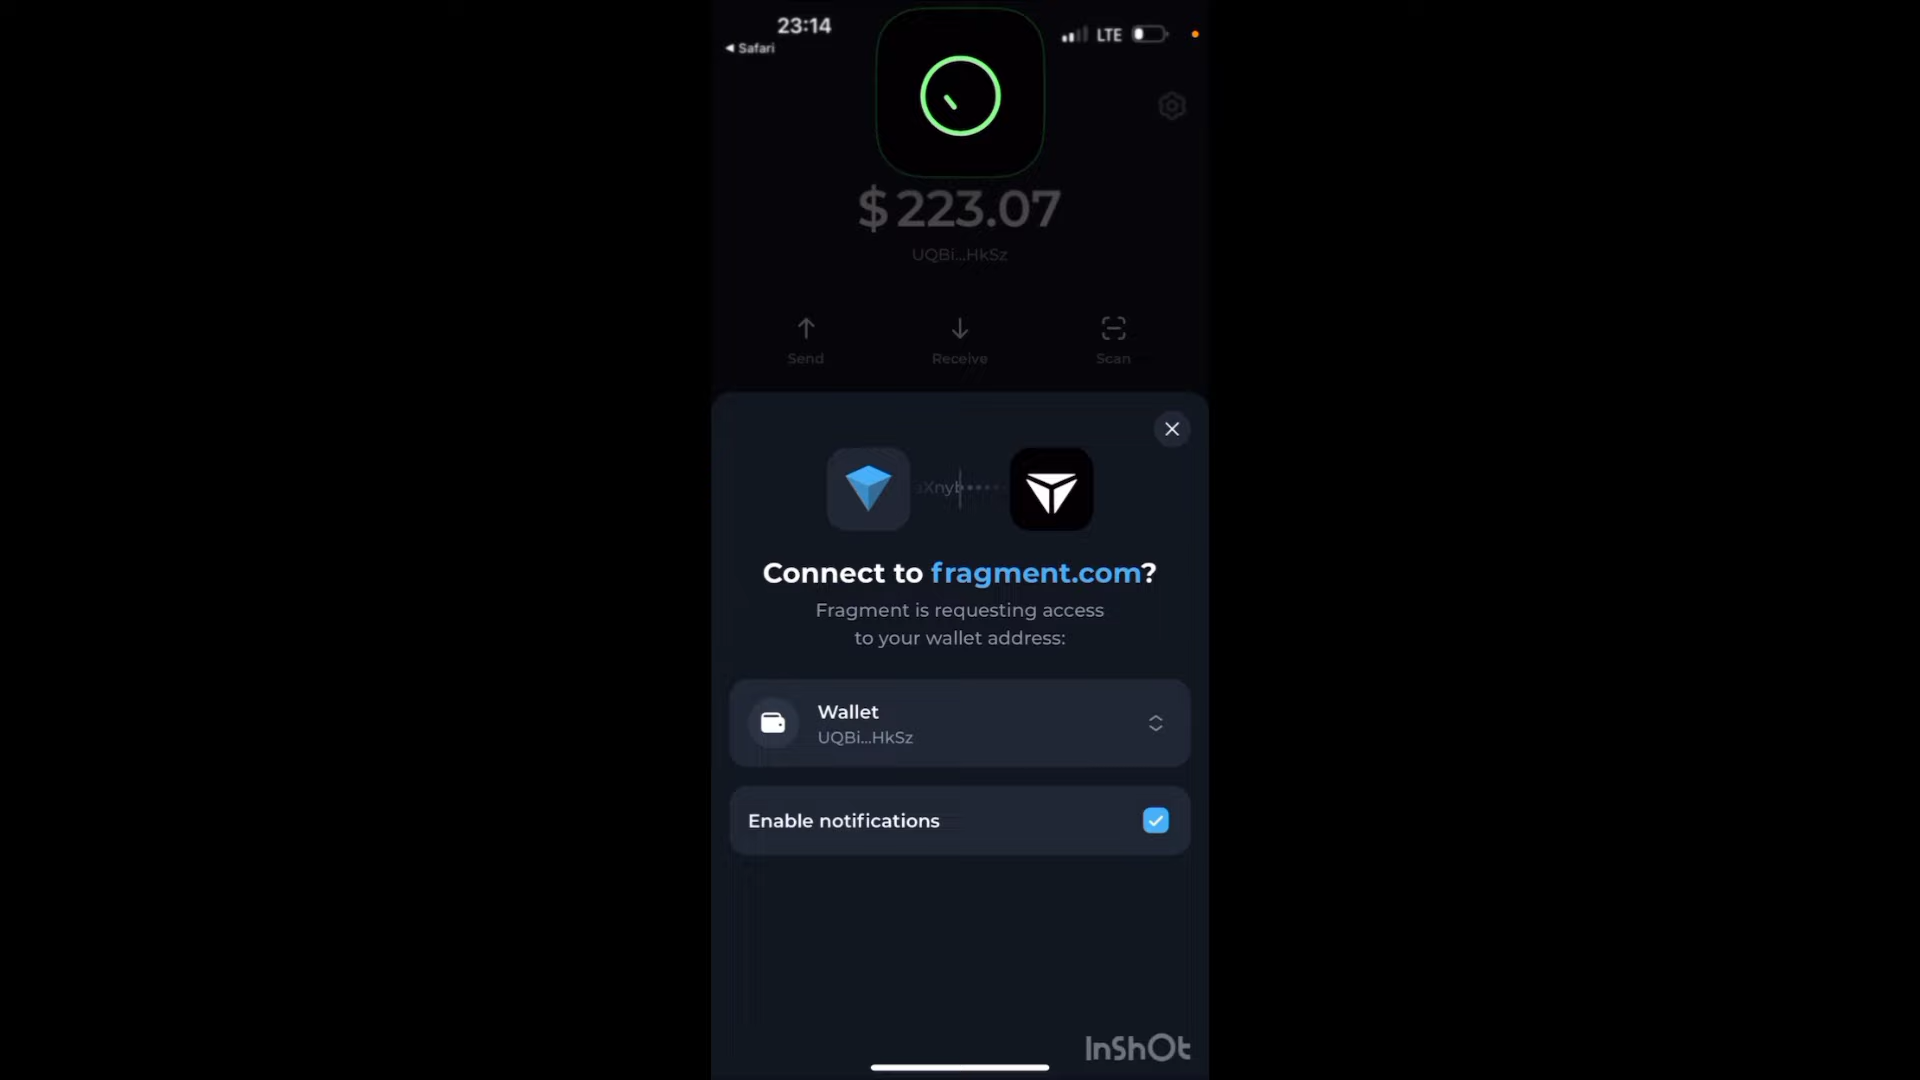 23:14
◀ Safari
LTE
$223.07
UQBi...HkSz
Send
Receive
Scan
Connect to fragment.com?
Fragment is requesting access
to your wallet address:
Wallet
UQBi...HkSz
Enable notifications
InShOt